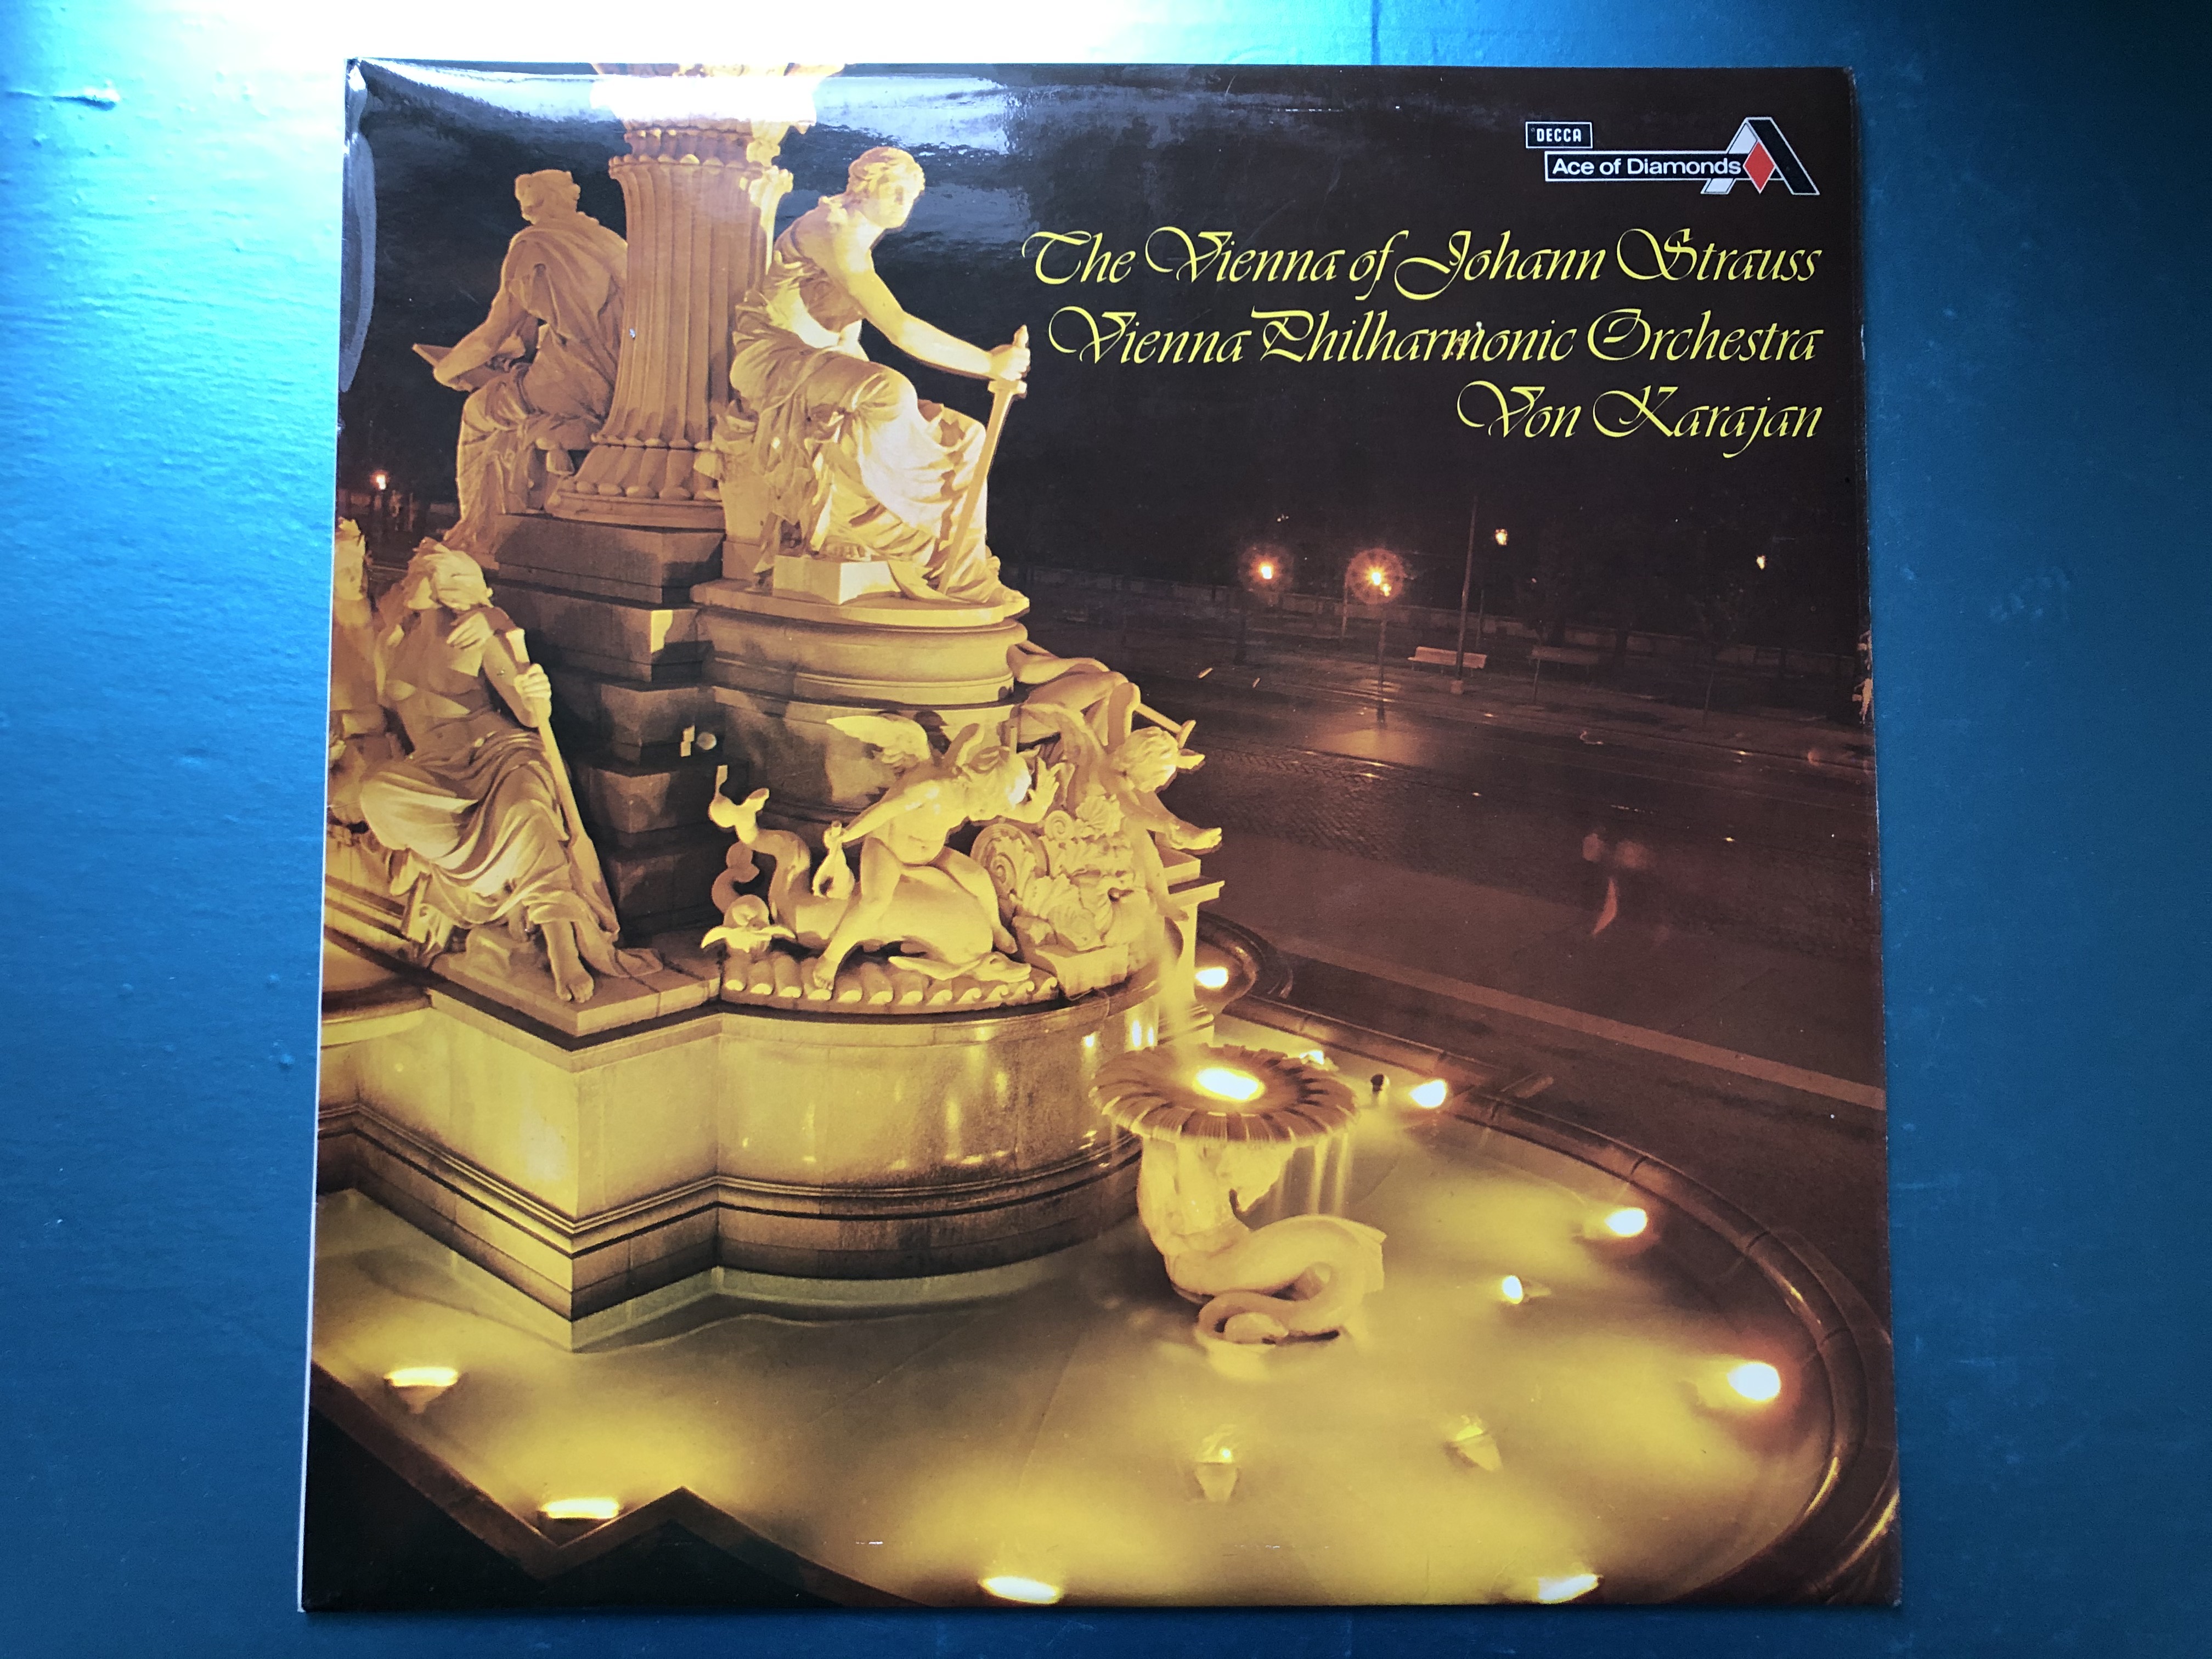 DECCA
Ace of Diamonds
The Vienna of Johann Strauss
Vienna Philharmonic Orchestra
Von Karajan